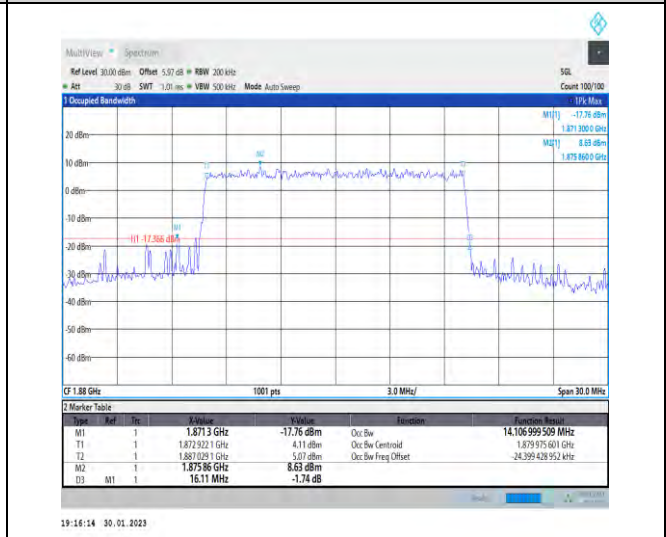 MultiView Spectrum
Ref Level 30.00 dBm Offset 5.97 dB RBW 200 kHz SGL
Att 30 dB SWT 1.01 ms VBW 500 kHz Mode Auto Sweep Count 100/100
1 Occupied Bandwidth 1Pk Max
M1[1] -17.76 dBm
1.871 300 0 GHz
M2[1] 8.63 dBm
1.875 860 0 GHz
20 dBm
10 dBm
0 dBm
-10 dBm
H1 -17.366 dBm
-20 dBm
-30 dBm
-40 dBm
-50 dBm
-60 dBm
T1
M2
T2
M1
CF 1.88 GHz 1001 pts 3.0 MHz/ Span 30.0 MHz
2 Marker Table
Type Ref Trc X-Value Y-Value Function Function Result
M1 1 1.871 3 GHz -17.76 dBm Occ Bw 14.106 999 509 MHz
T1 1 1.872 922 1 GHz 4.11 dBm Occ Bw Centroid 1.879 975 601 GHz
T2 1 1.887 029 1 GHz 5.07 dBm Occ Bw Freq Offset -24.399 428 952 kHz
M2 1 1.875 86 GHz 8.63 dBm
D3 M1 1 16.11 MHz -1.74 dB
19:16:14 30.01.2023